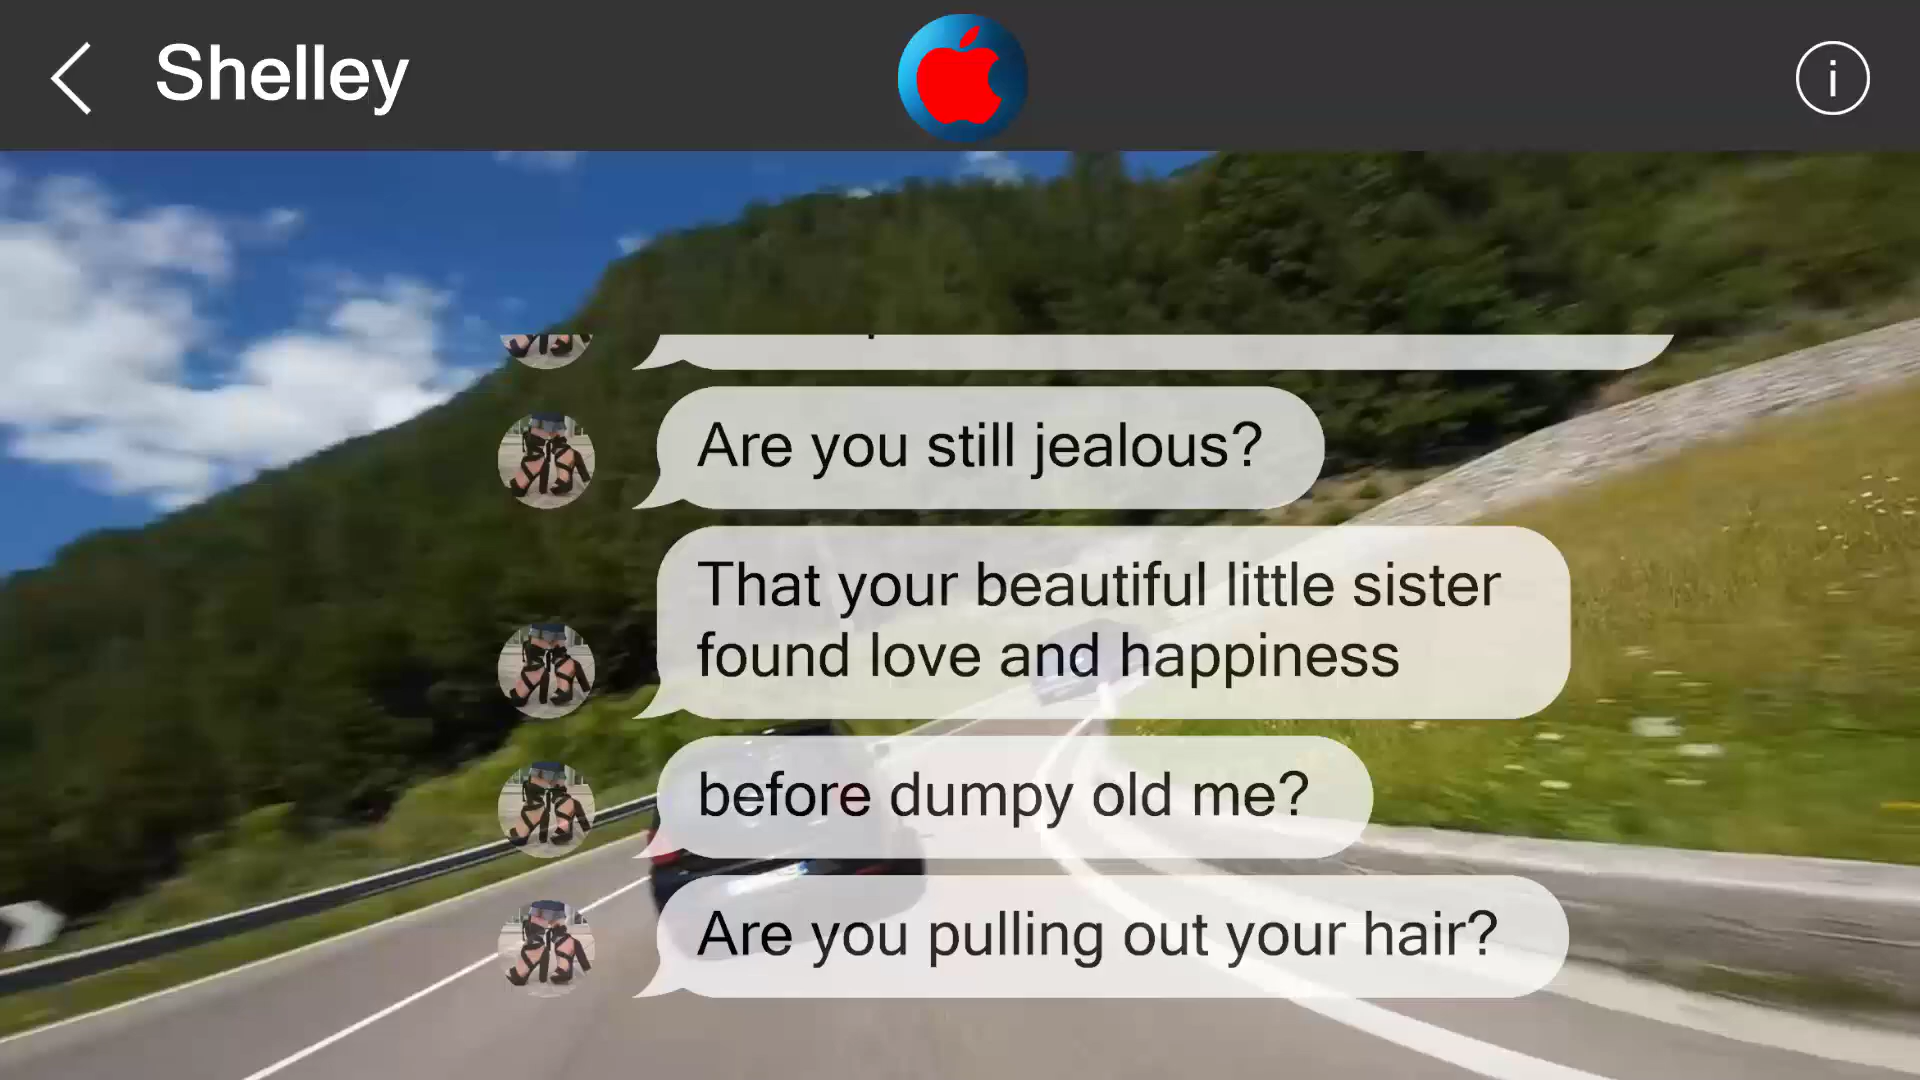 Shelley
Are you still jealous?
That your beautiful little sister
found love and happiness
before dumpy old me?
Are you pulling out your hair?